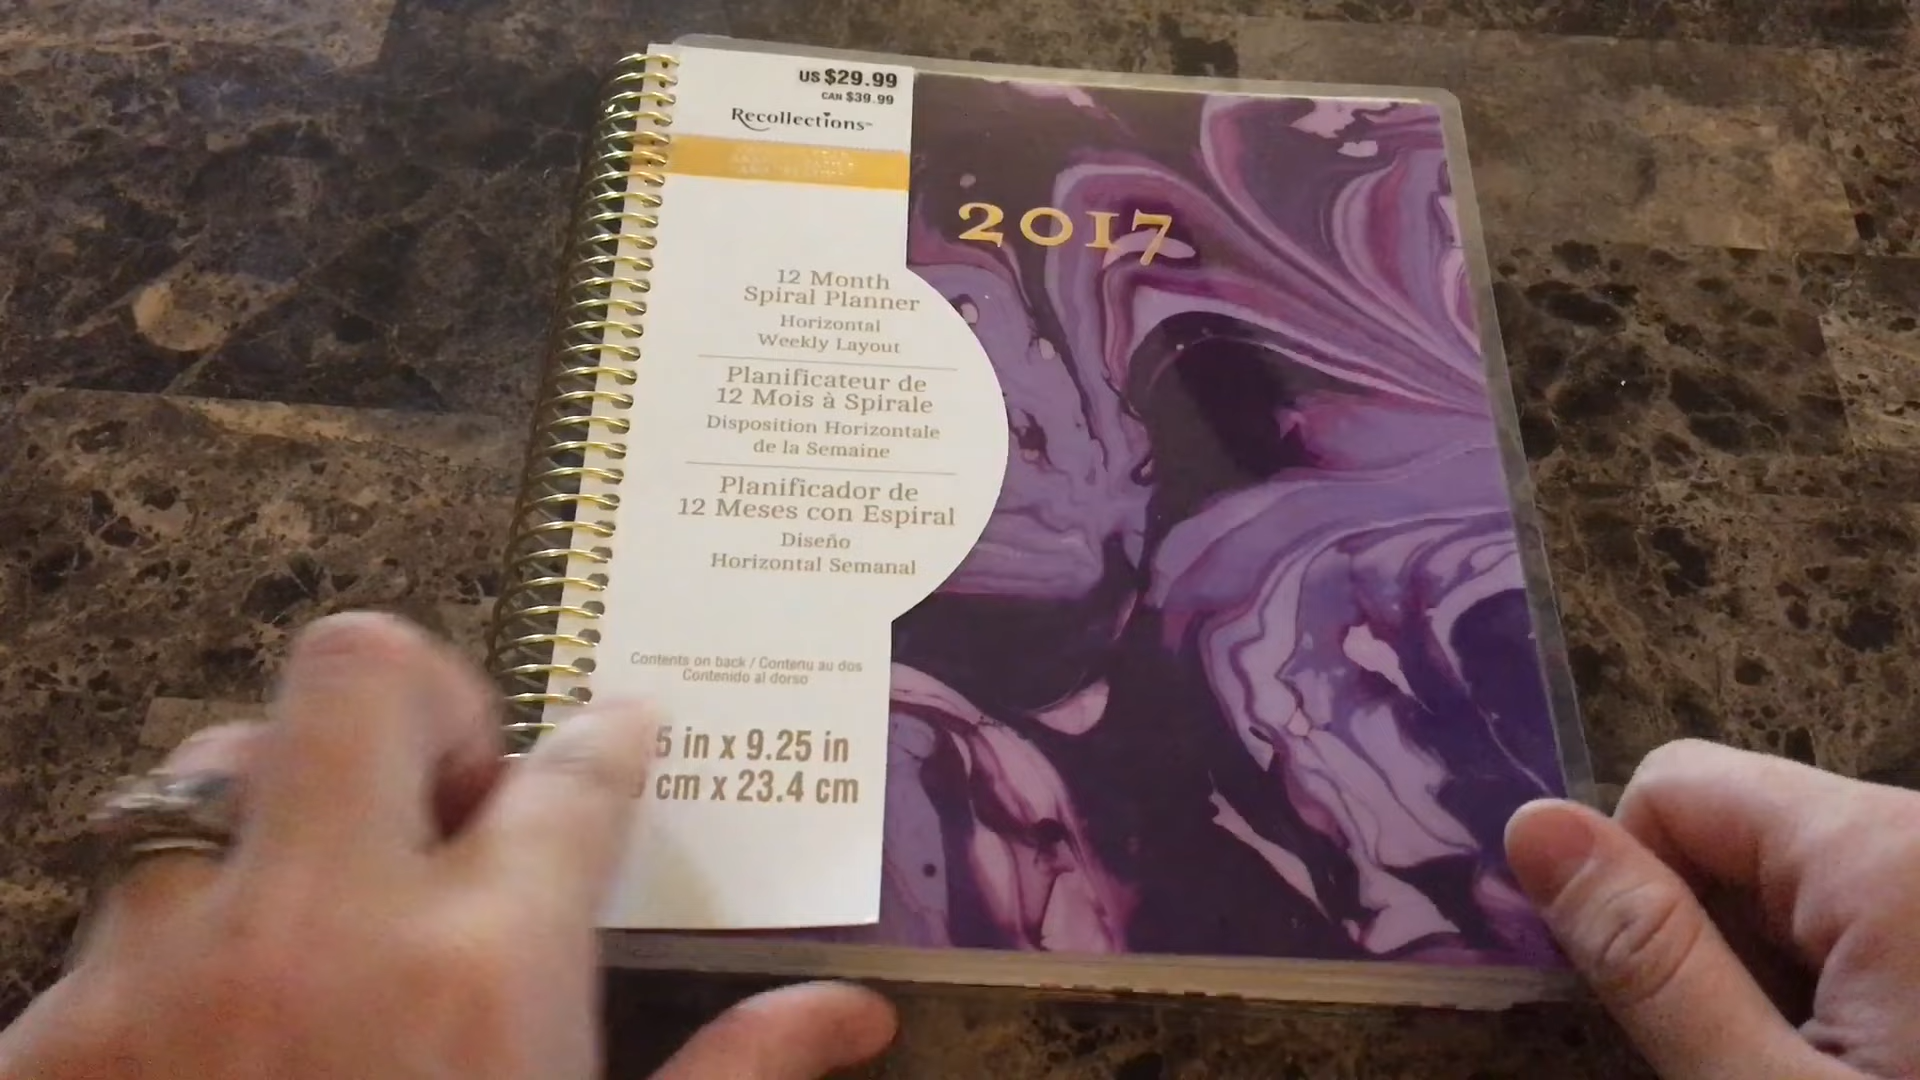 US $29.99
CAN $39.99
Recollections™
2017
12 Month
Spiral Planner
Horizontal
Weekly Layout
Planificateur de
12 Mois à Spirale
Disposition Horizontale
de la Semaine
Planificador de
12 Meses con Espiral
Diseño
Horizontal Semanal
Contents on back / Contenu au dos
Contenido al dorso
5 in x 9.25 in
cm x 23.4 cm